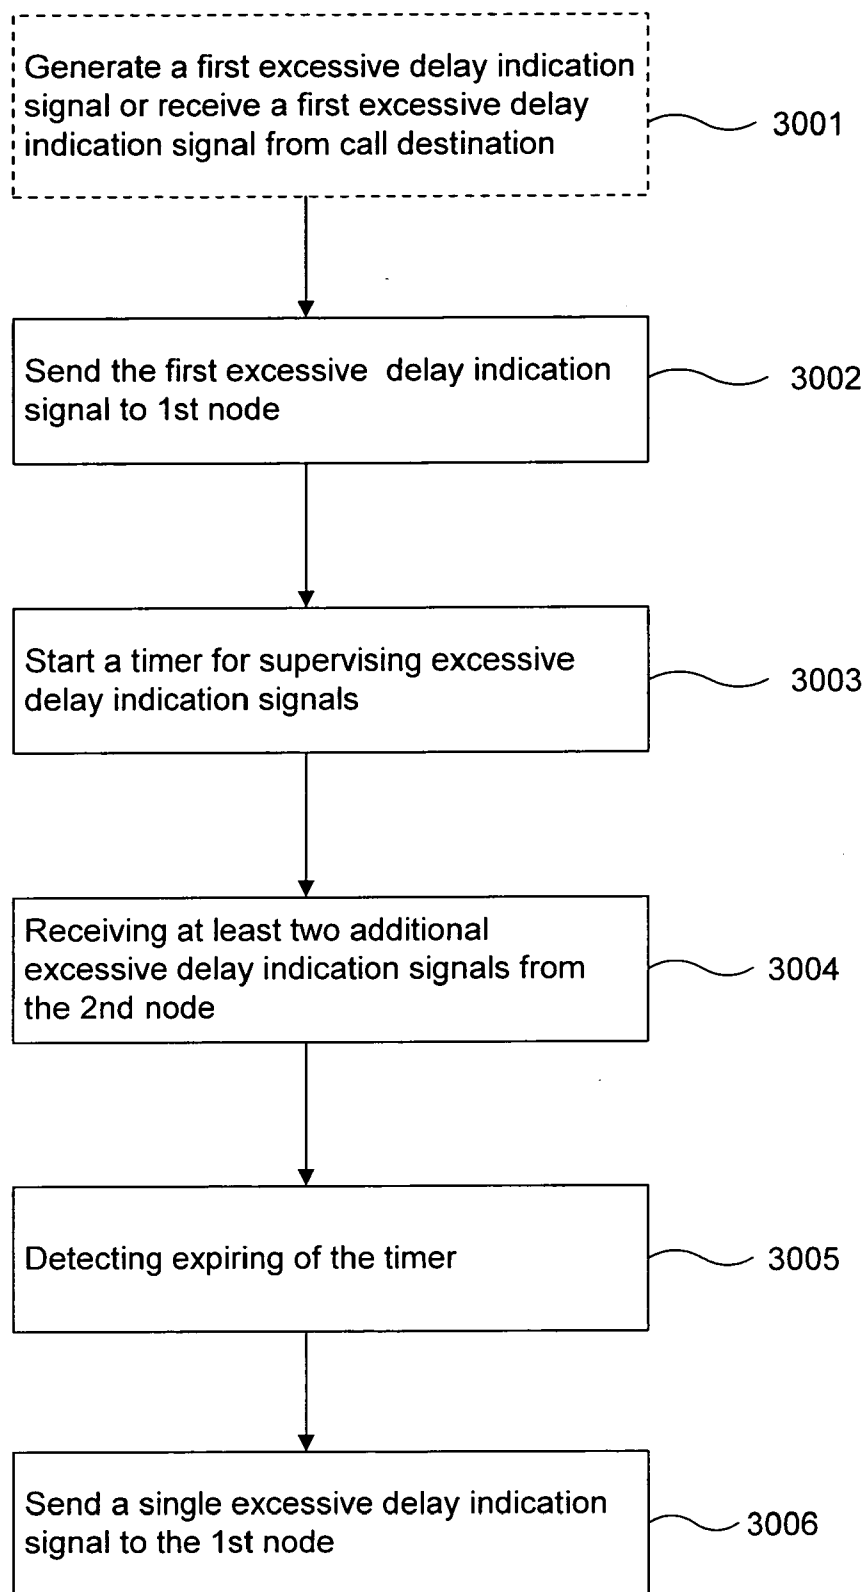 Generate a first excessive delay indication
signal or receive a first excessive delay
indication signal from call destination
3001
Send the first excessive delay indication
signal to 1st node
3002
Start a timer for supervising excessive
delay indication signals
3003
Receiving at least two additional
excessive delay indication signals from
the 2nd node
3004
Detecting expiring of the timer
3005
Send a single excessive delay indication
signal to the 1st node
3006